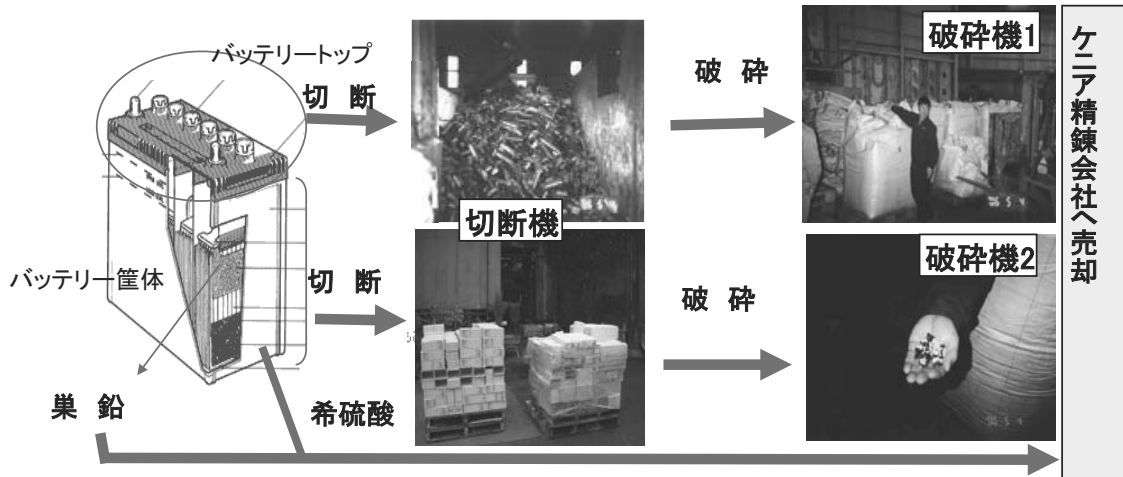 バッテリートップ
切 断
破 砕
破砕機1
切断機
バッテリー筐体
切 断
破 砕
破砕機2
巣 鉛
希硫酸
ケニア精錬会社へ売却